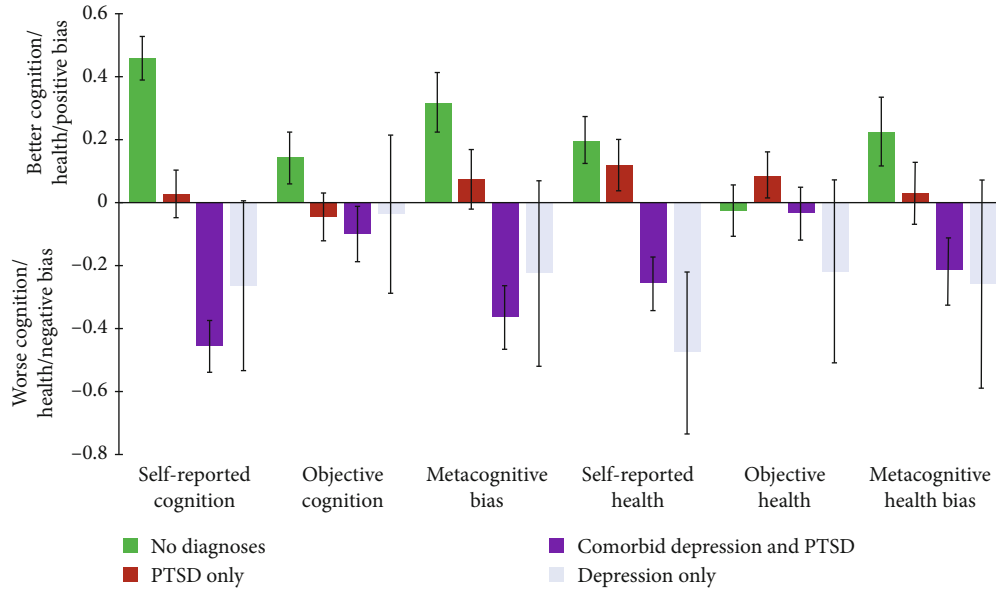 Better cognition/
health/positive bias
Worse cognition/
health/negative bias
0.6
0.4
0.2
0
−0.2
−0.4
−0.6
−0.8
Self-reported
cognition
Objective
cognition
Metacognitive
bias
Self-reported
health
Objective
health
Metacognitive
health bias
No diagnoses
PTSD only
Comorbid depression and PTSD
Depression only